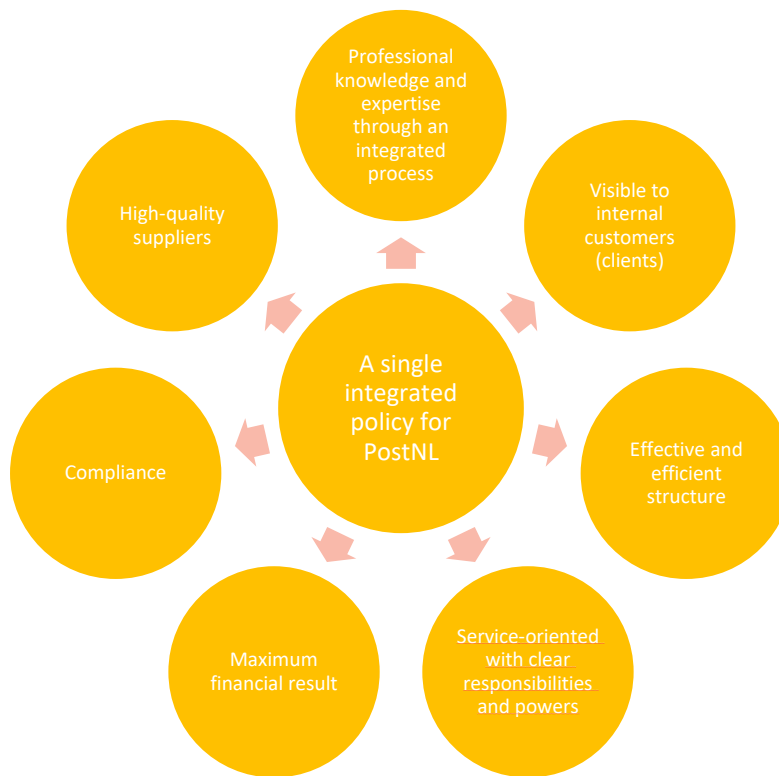 Professional
knowledge and
expertise
through an
integrated
process
Visible to
internal
customers
(clients)
Effective and
efficient
structure
Service-oriented
with clear
responsibilities
and powers
Maximum
financial result
Compliance
High-quality
suppliers
A single
integrated
policy for
PostNL